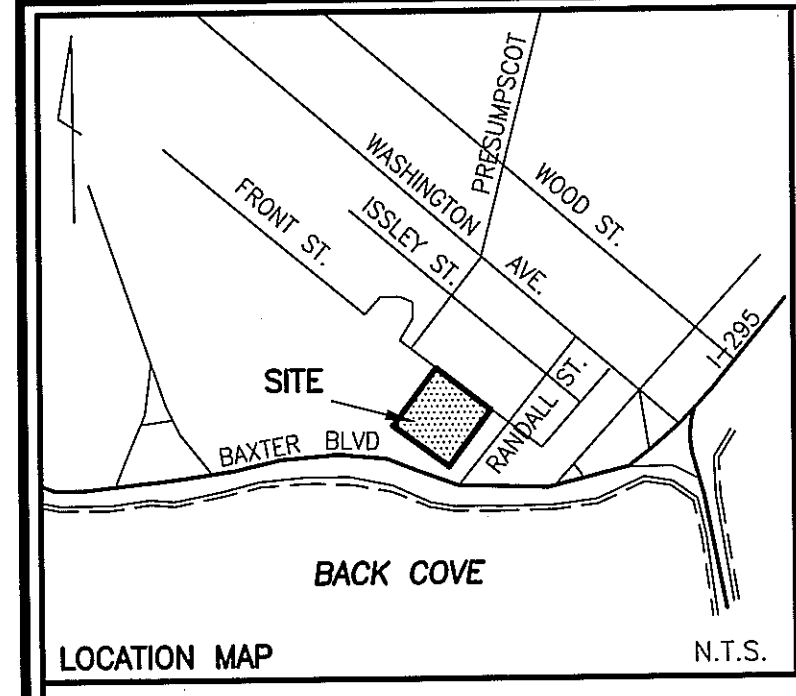 PRESUMPSCOT
WASHINGTON AVE.
WOOD ST.
ISSLEY ST.
FRONT ST.
I-295
SITE
RANDALL ST.
BAXTER BLVD
BACK COVE
LOCATION MAP
N.T.S.